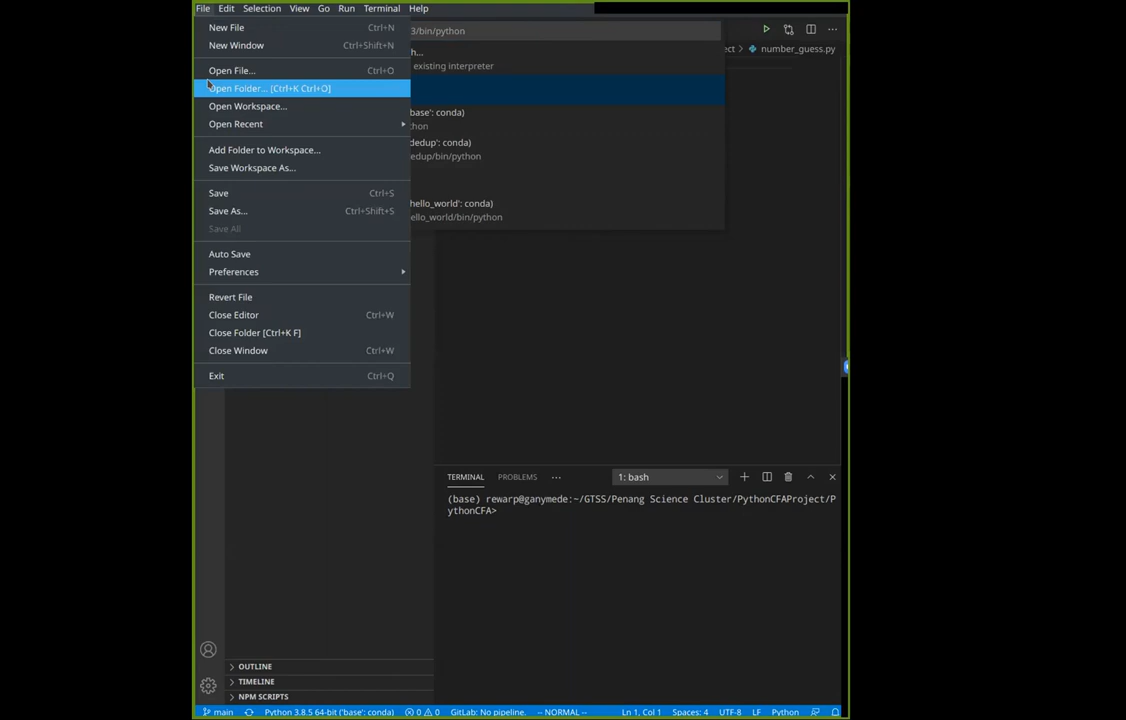 File Edit Selection View Go Run Terminal Help
New File Ctrl+N
New Window Ctrl+Shift+N
Open File... Ctrl+O
Open Folder... [Ctrl+K Ctrl+O]
Open Workspace...
Open Recent
Add Folder to Workspace...
Save Workspace As...
Save Ctrl+S
Save As... Ctrl+Shift+S
Save All
Auto Save
Preferences
Revert File
Close Editor Ctrl+W
Close Folder [Ctrl+K F]
Close Window Ctrl+W
Exit Ctrl+Q
3/bin/python
h...
existing interpreter
base': conda)
thon
dedup': conda)
edup/bin/python
hello_world': conda)
ello_world/bin/python
ect > number_guess.py
TERMINAL PROBLEMS ... 1: bash
(base) rewarp@ganymede:~/GTSS/Penang Science Cluster/PythonCFAProject/P
ythonCFA>
OUTLINE
TIMELINE
NPM SCRIPTS
main Python 3.8.5 64-bit ('base': conda) 0 0 GitLab: No pipeline. -- NORMAL -- Ln 1, Col 1 Spaces: 4 UTF-8 LF Python